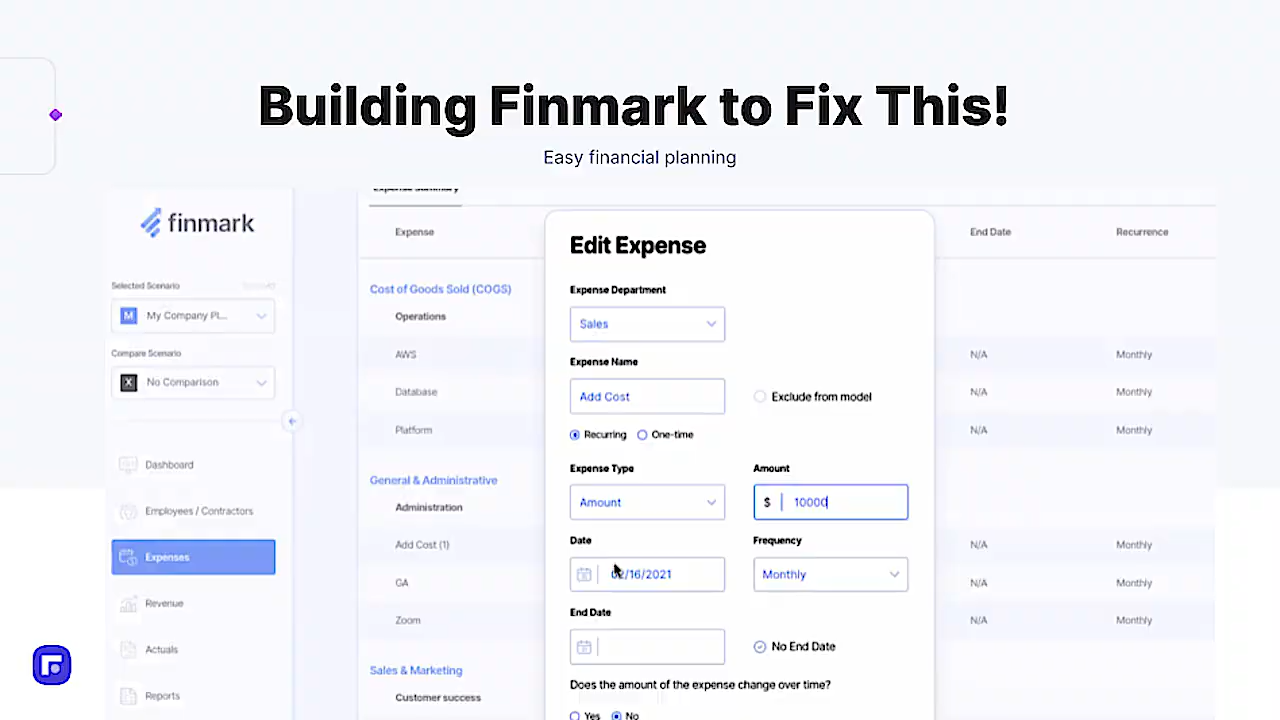 Building Finmark to Fix This!
Easy financial planning
finmark
Selected Scenario
M My Company Pl...
Compare Scenario
X No Comparison
Dashboard
Employees / Contractors
Expenses
Revenue
Actuals
Reports
Expense Summary
Expense
End Date
Recurrence
Cost of Goods Sold (COGS)
Operations
AWS
N/A
Monthly
Database
N/A
Monthly
Platform
N/A
Monthly
General & Administrative
Administration
Add Cost (1)
N/A
Monthly
GA
N/A
Monthly
Zoom
N/A
Monthly
Sales & Marketing
Customer success
Edit Expense
Expense Department
Sales
Expense Name
Add Cost
Exclude from model
Recurring
One-time
Expense Type
Amount
Amount
$ 10000
Date
02/16/2021
Frequency
Monthly
End Date
No End Date
Does the amount of the expense change over time?
Yes
No